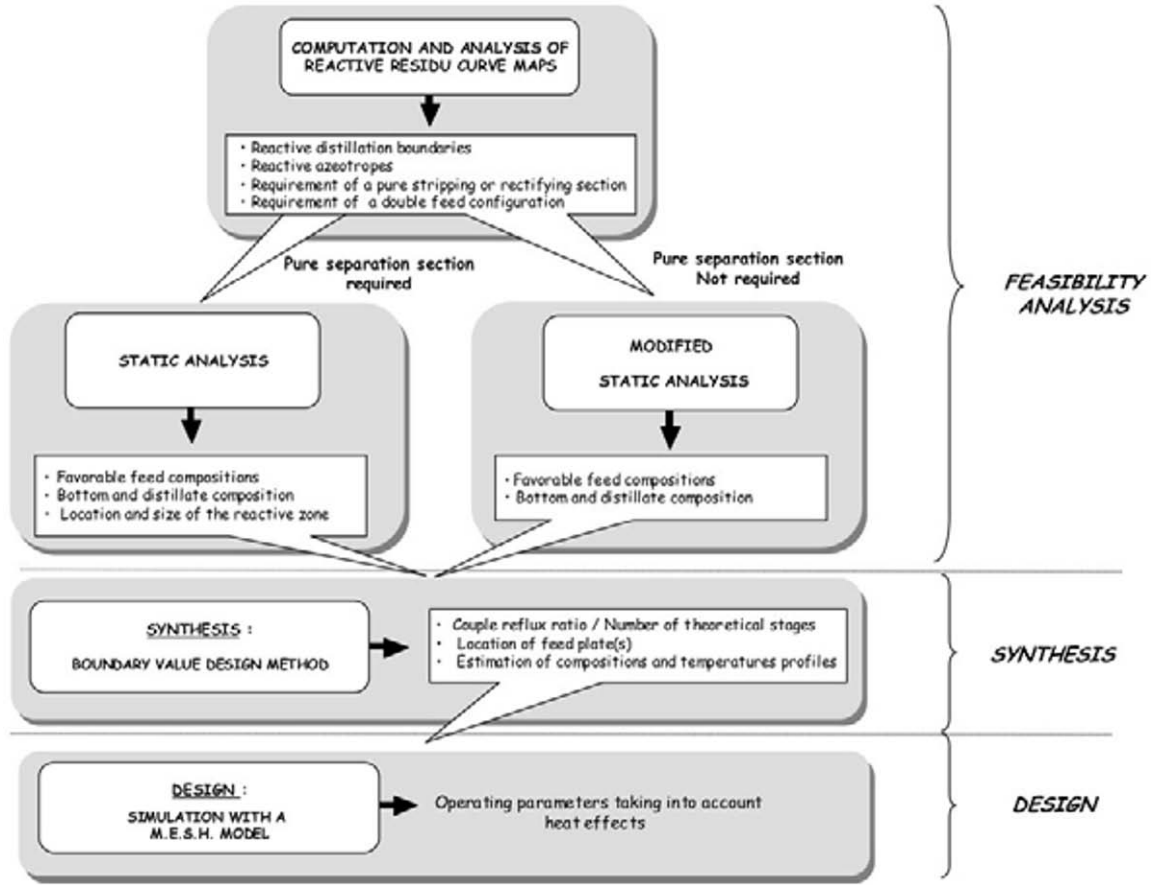 COMPUTATION AND ANALYSIS OF
REACTIVE RESIDU CURVE MAPS
• Reactive distillation boundaries
• Reactive azeotropes
• Requirement of a pure stripping or rectifying section
• Requirement of a double feed configuration
Pure separation section
required
Pure separation section
Not required
FEASIBILITY
ANALYSIS
STATIC ANALYSIS
• Favorable feed compositions
• Bottom and distillate composition
• Location and size of the reactive zone
MODIFIED
STATIC ANALYSIS
• Favorable feed compositions
• Bottom and distillate composition
SYNTHESIS :
BOUNDARY VALUE DESIGN METHOD
• Couple reflux ratio / Number of theoretical stages
• Location of feed plate(s)
• Estimation of compositions and temperatures profiles
SYNTHESIS
DESIGN :
SIMULATION WITH A
M.E.S.H. MODEL
Operating parameters taking into account
heat effects
DESIGN